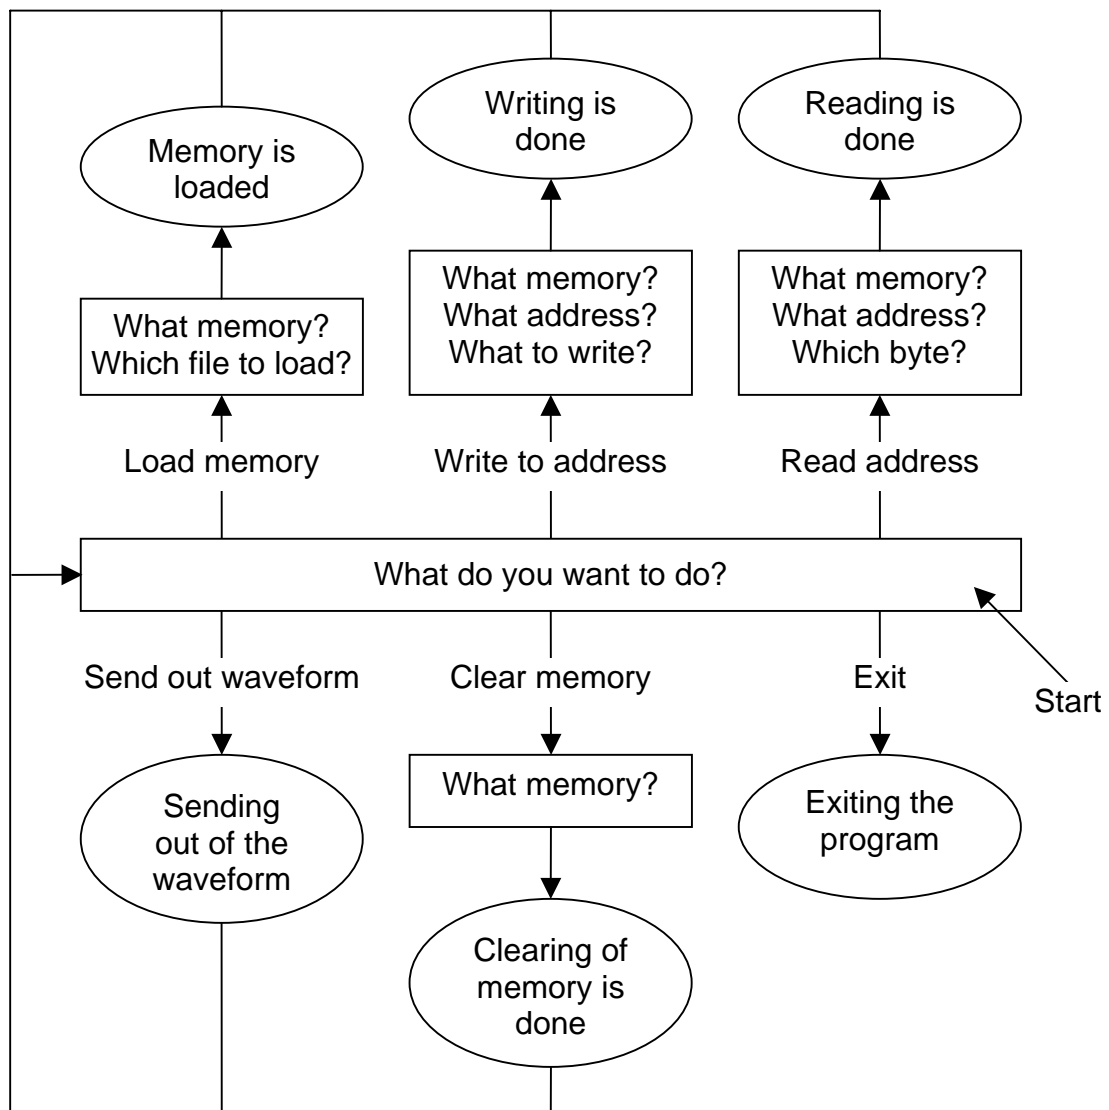 Writing is
done
Reading is
done
Memory is
loaded
What memory?
What address?
What to write?
What memory?
What address?
Which byte?
What memory?
Which file to load?
Load memory
Write to address
Read address
What do you want to do?
Send out waveform
Clear memory
Exit
Start
Sending
out of the
waveform
What memory?
Exiting the
program
Clearing of
memory is
done